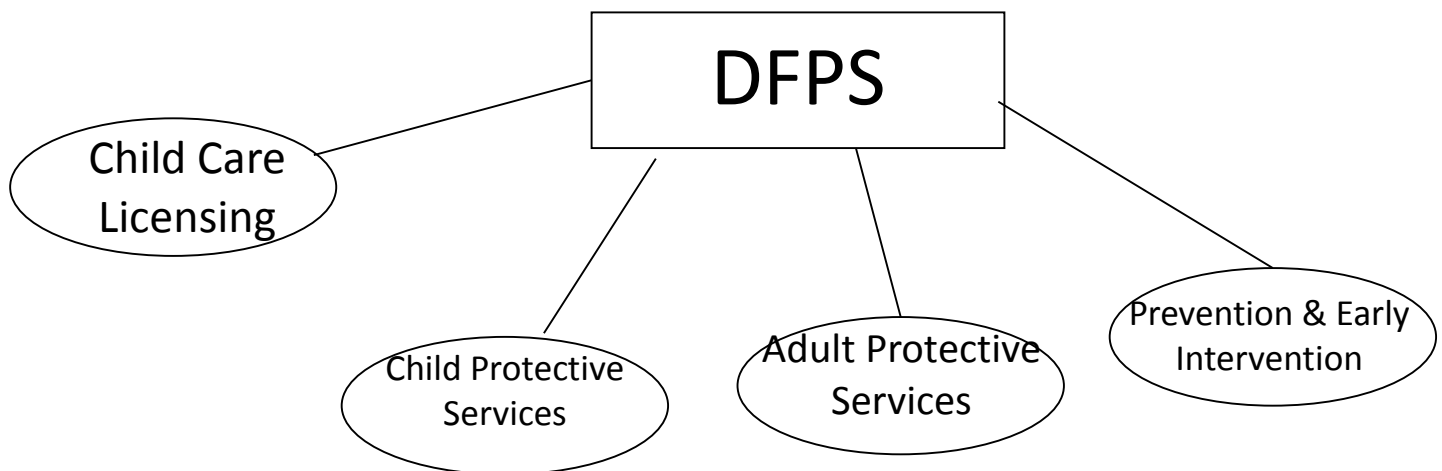 DFPS
Child Care
Licensing
Child Protective
Services
Adult Protective
Services
Prevention & Early
Intervention